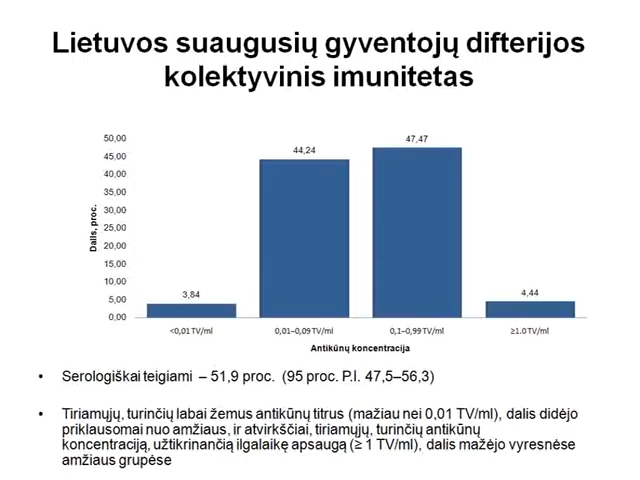 Lietuvos suaugusių gyventojų difterijos
kolektyvinis imunitetas
Dalis, proc.
50,00
45,00
40,00
35,00
30,00
25,00
20,00
15,00
10,00
5,00
0,00
3,84
44,24
47,47
4,44
<0,01 TV/ml
0,01–0,09 TV/ml
0,1–0,99 TV/ml
≥1.0 TV/ml
Antikūnų koncentracija
• Serologiškai teigiami – 51,9 proc. (95 proc. P.I. 47,5–56,3)
• Tiriamųjų, turinčių labai žemus antikūnų titrus (mažiau nei 0,01 TV/ml), dalis didėjo
priklausomai nuo amžiaus, ir atvirkščiai, tiriamųjų, turinčių antikūnų
koncentraciją, užtikrinančią ilgalaikę apsaugą (≥ 1 TV/ml), dalis mažėjo vyresnėse
amžiaus grupėse